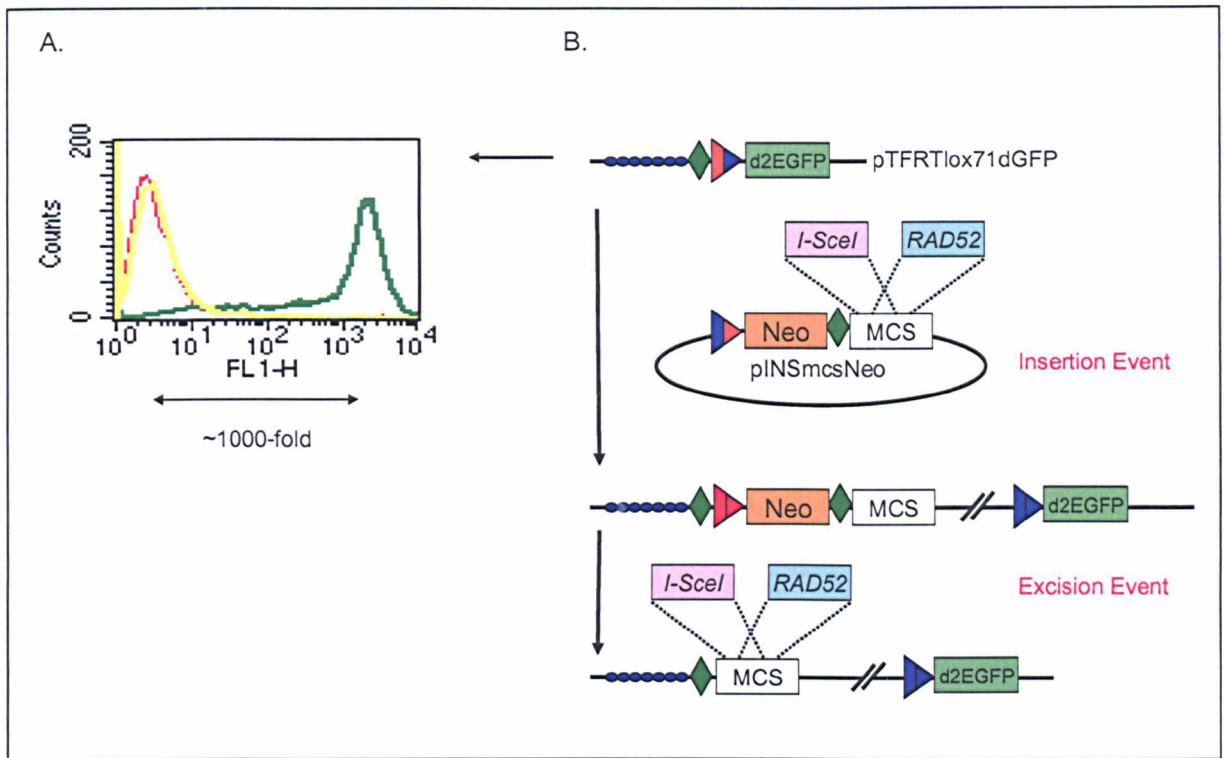 A.
B.
200
Counts
0
10^0 10^1 10^2 10^3 10^4
FL1-H
~1000-fold
d2EGFP
pTFRTlox71dGFP
I-SceI RAD52
Neo MCS
pINSmcsNeo
Insertion Event
Neo MCS d2EGFP
I-SceI RAD52
Excision Event
MCS d2EGFP